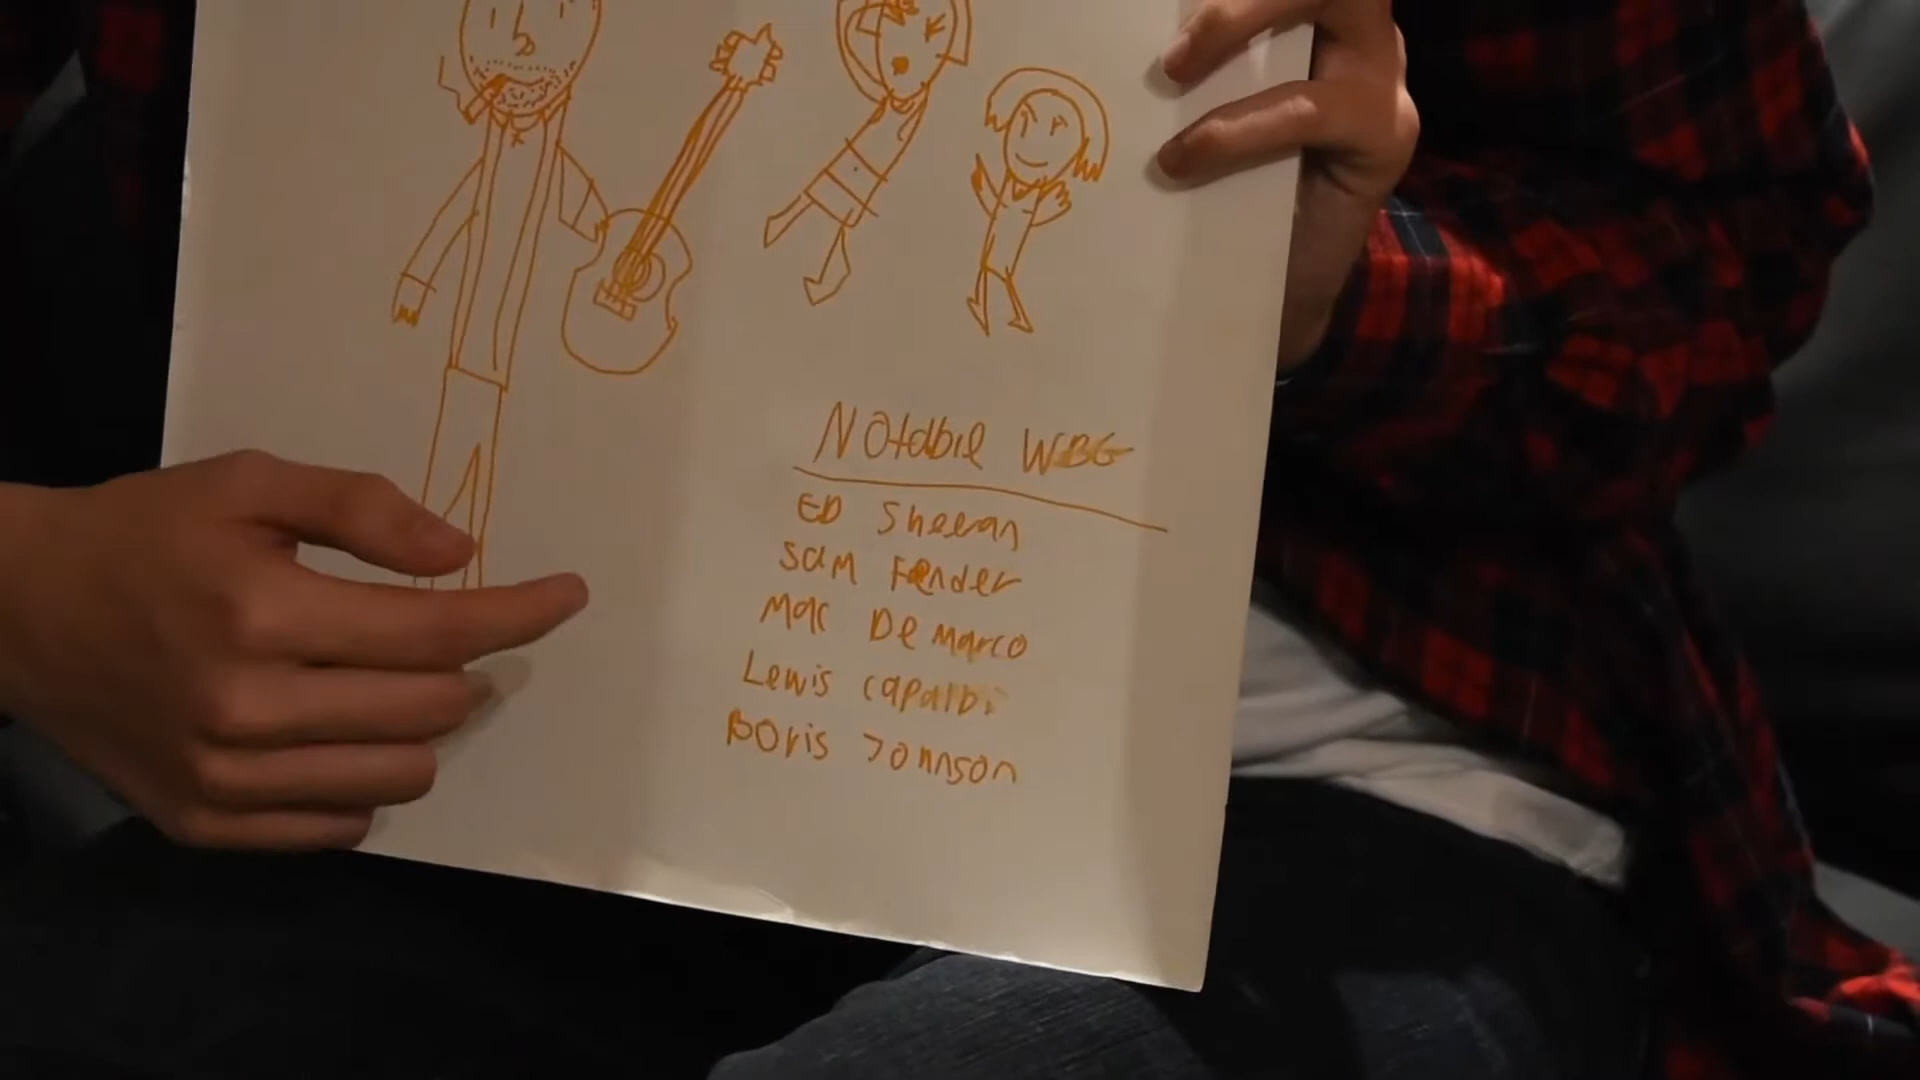 Notable WBG
ED Sheeran
Sam Fender
Mac DeMarco
Lewis capaldi
Boris Johnson